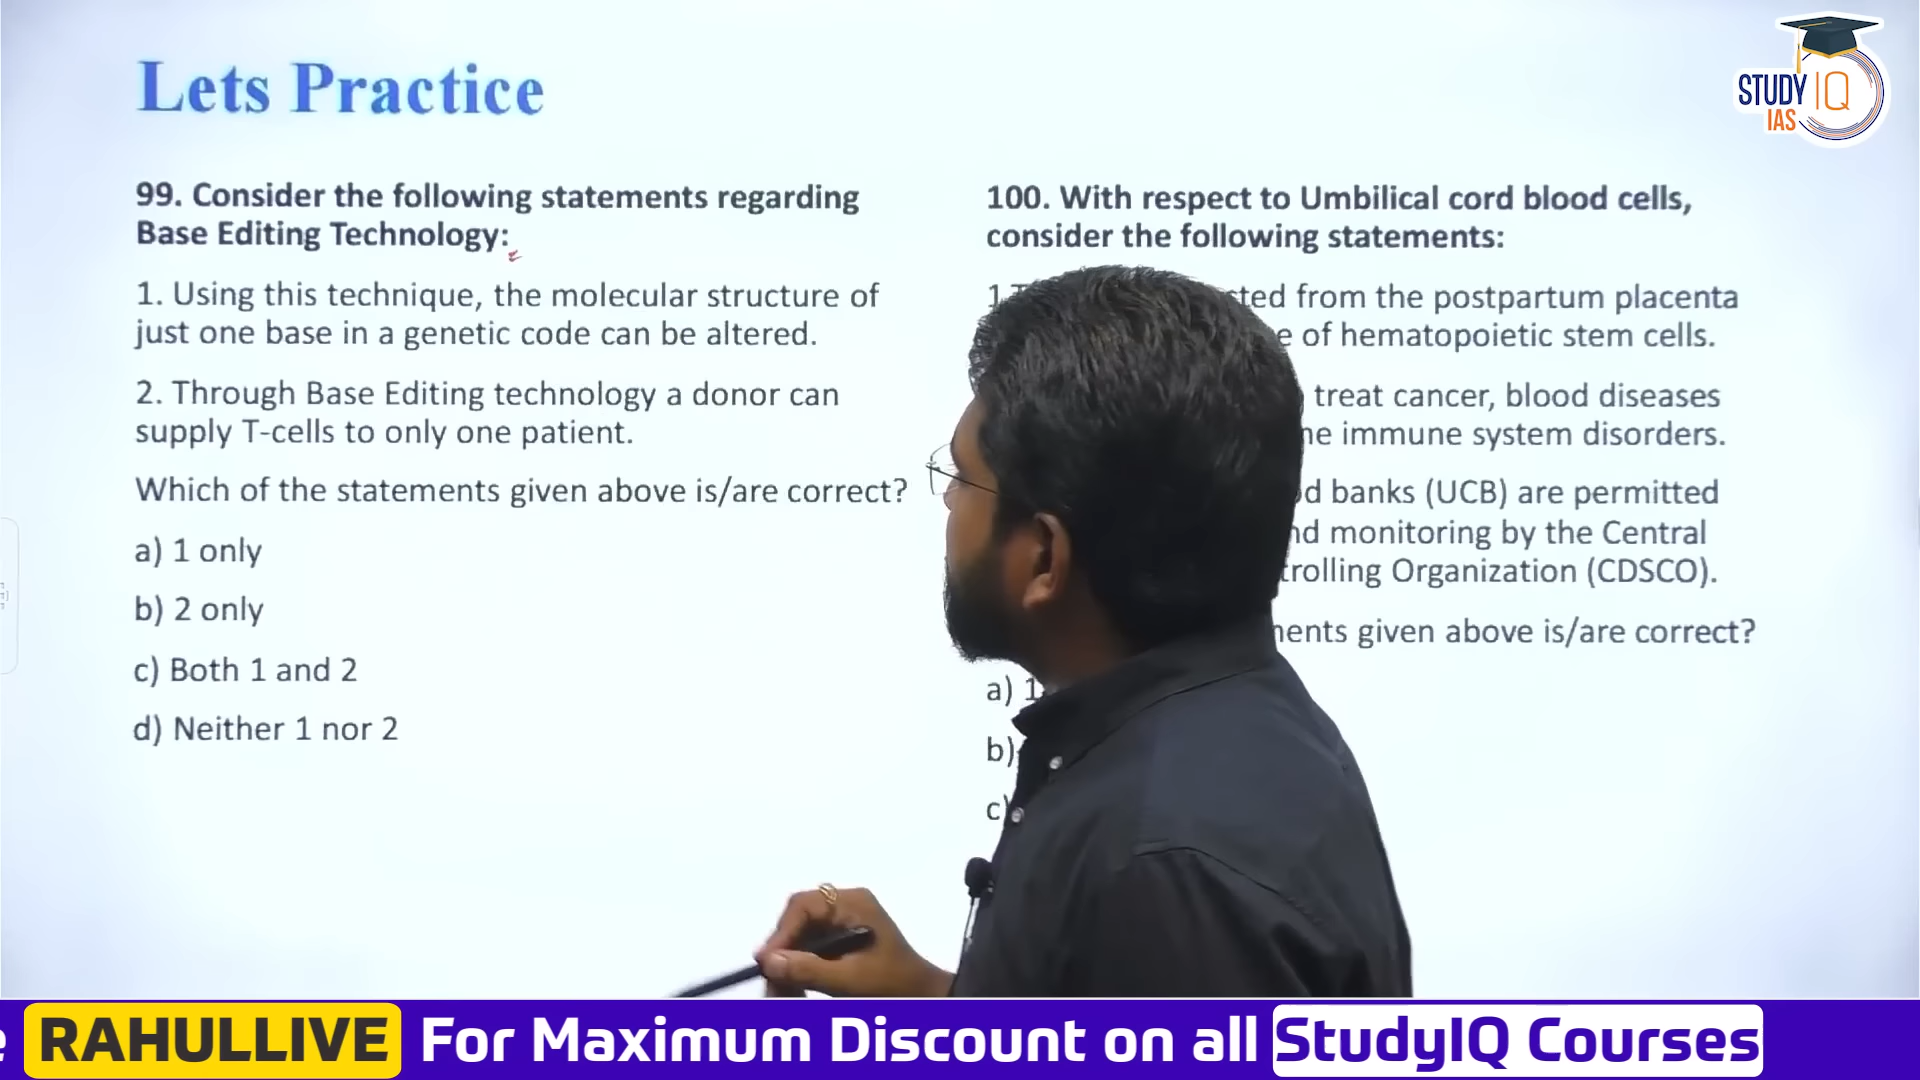 Lets Practice
STUDY IQ
IAS
99. Consider the following statements regarding
Base Editing Technology:
1. Using this technique, the molecular structure of
just one base in a genetic code can be altered.
2. Through Base Editing technology a donor can
supply T-cells to only one patient.
Which of the statements given above is/are correct?
a) 1 only
b) 2 only
c) Both 1 and 2
d) Neither 1 nor 2
100. With respect to Umbilical cord blood cells,
consider the following statements:
from the postpartum placenta
of hematopoietic stem cells.
treat cancer, blood diseases
immune system disorders.
banks (UCB) are permitted
monitoring by the Central
Organization (CDSCO).
given above is/are correct?
a) 1
b)
c)
RAHULLIVE For Maximum Discount on all StudyIQ Courses